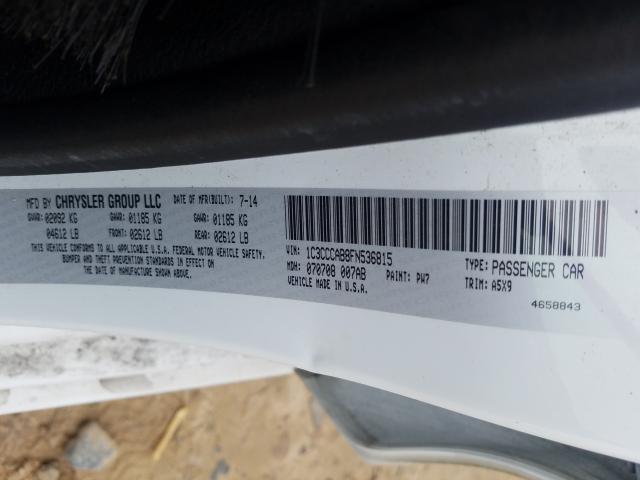 MFD BY CHRYSLER GROUP LLC DATE OF MFR(BUILT): 7-14
GVWR: 02092 KG GAWR: 01185 KG GAWR: 01185 KG
04612 LB FRONT: 02612 LB REAR: 02612 LB
THIS VEHICLE CONFORMS TO ALL APPLICABLE U.S.A. FEDERAL MOTOR VEHICLE SAFETY,
BUMPER, AND THEFT PREVENTION STANDARDS IN EFFECT
ON THE DATE OF MANUFACTURE SHOWN ABOVE.
VIN: 1C3CCCAB8FN536815 TYPE: PASSENGER CAR
MDH: 070708 007AB PAINT: PW7 TRIM: A5X9
VEHICLE MADE IN U.S.A.
4658843